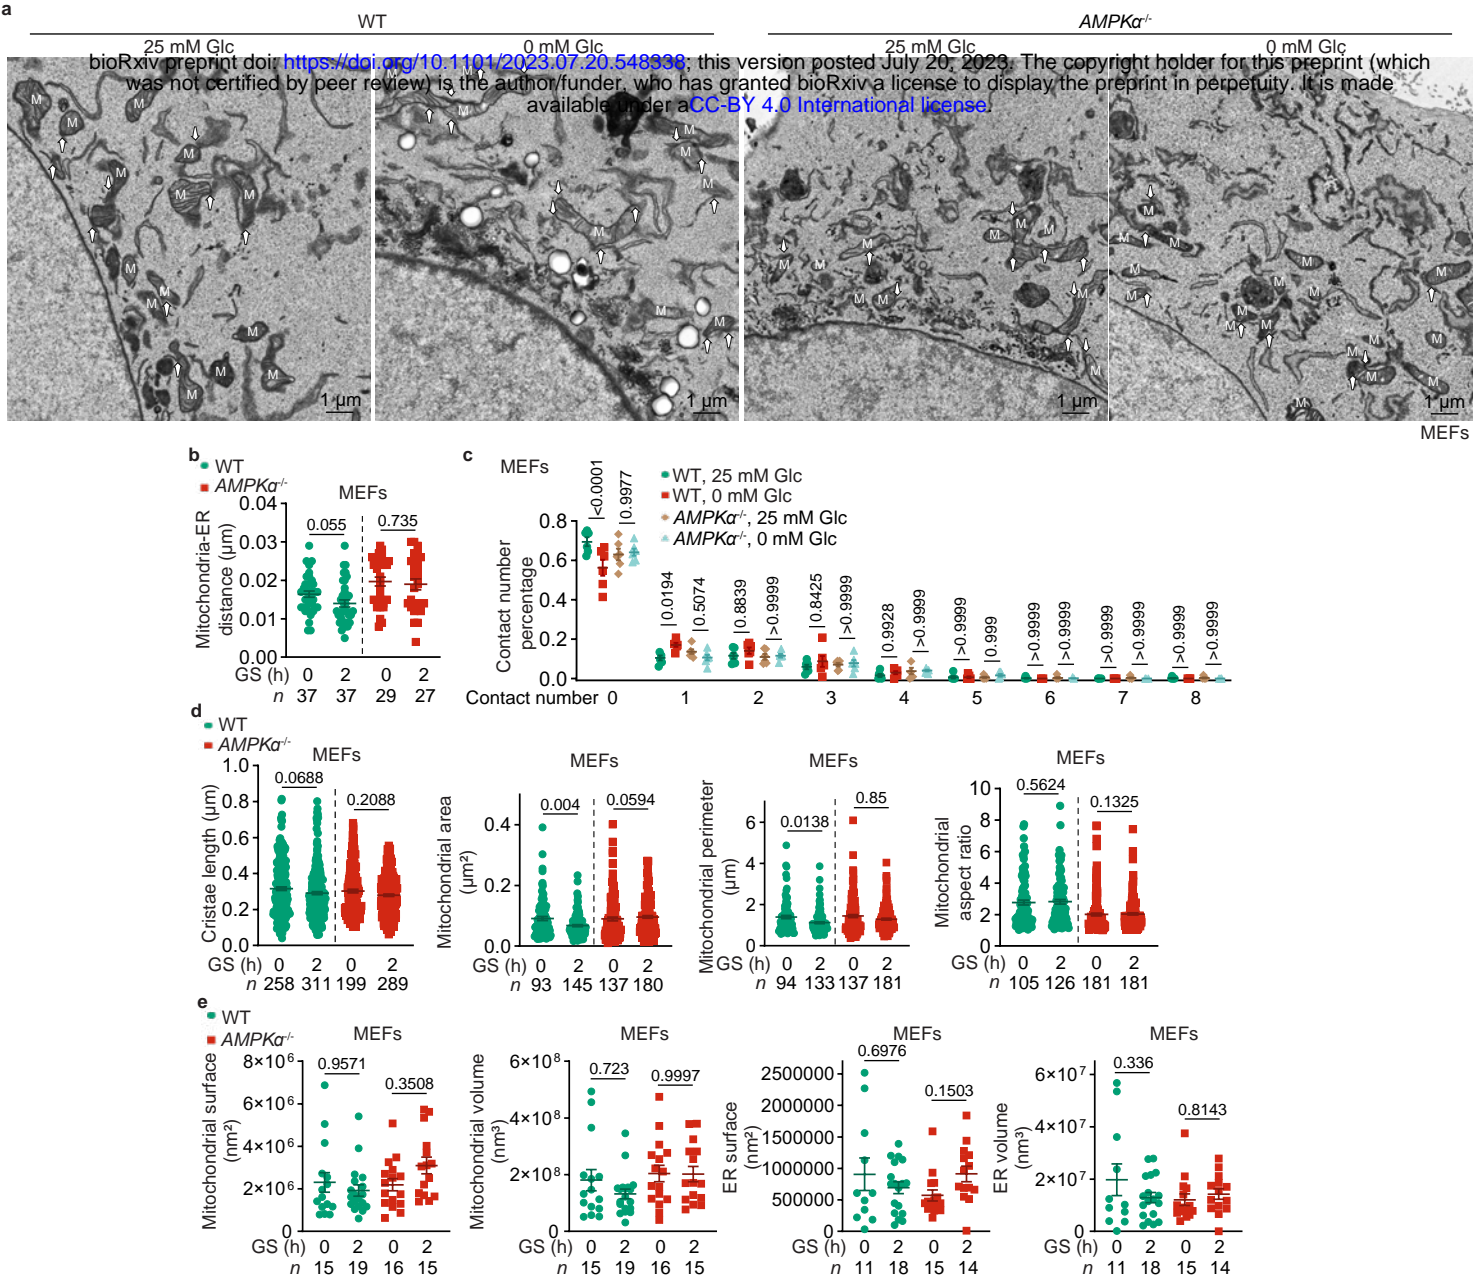 a
WT
AMPKα-/-
25 mM Glc
0 mM Glc
25 mM Glc
0 mM Glc
bioRxiv preprint doi: https://doi.org/10.1101/2023.07.20.548338; this version posted July 20, 2023. The copyright holder for this preprint (which
was not certified by peer review) is the author/funder, who has granted bioRxiv a license to display the preprint in perpetuity. It is made
available under aCC-BY 4.0 International license.
1 µm
1 µm
1 µm
1 µm
MEFs
b
WT
AMPKα-/-
MEFs
Mitochondria-ER
distance (µm)
0.04
0.03
0.02
0.01
0.00
0.055
0.735
GS (h) 0 2 0 2
n 37 37 29 27
c
MEFs
WT, 25 mM Glc
WT, 0 mM Glc
AMPKα-/-, 25 mM Glc
AMPKα-/-, 0 mM Glc
Contact number
percentage
0.8
0.6
0.4
0.2
0.0
<0.0001
0.9977
0.0194
0.5074
0.8839
>0.9999
0.8425
>0.9999
0.9928
>0.9999
>0.9999
0.999
>0.9999
>0.9999
>0.9999
>0.9999
>0.9999
>0.9999
Contact number 0 1 2 3 4 5 6 7 8
d
WT
AMPKα-/-
MEFs
Cristae length (µm)
1.0
0.8
0.6
0.4
0.2
0.0
0.0688
0.2088
GS (h) 0 2 0 2
n 258 311 199 289
MEFs
Mitochondrial area
(µm²)
0.4
0.2
0.0
0.004
0.0594
GS (h) 0 2 0 2
n 93 145 137 180
MEFs
Mitochondrial perimeter
(µm)
6
4
2
0
0.0138
0.85
GS (h) 0 2 0 2
n 94 133 137 181
MEFs
Mitochondrial
aspect ratio
10
8
6
4
2
0
0.5624
0.1325
GS (h) 0 2 0 2
n 105 126 181 181
e
WT
AMPKα-/-
MEFs
Mitochondrial surface
(nm²)
8×10⁶
6×10⁶
4×10⁶
2×10⁶
0
0.9571
0.3508
GS (h) 0 2 0 2
n 15 19 16 15
MEFs
Mitochondrial volume
(nm³)
6×10⁸
4×10⁸
2×10⁸
0
0.723
0.9997
GS (h) 0 2 0 2
n 15 19 16 15
MEFs
ER surface
(nm²)
2500000
2000000
1500000
1000000
500000
0
0.6976
0.1503
GS (h) 0 2 0 2
n 11 18 15 14
MEFs
ER volume
(nm³)
6×10⁷
4×10⁷
2×10⁷
0
0.336
0.8143
GS (h) 0 2 0 2
n 11 18 15 14